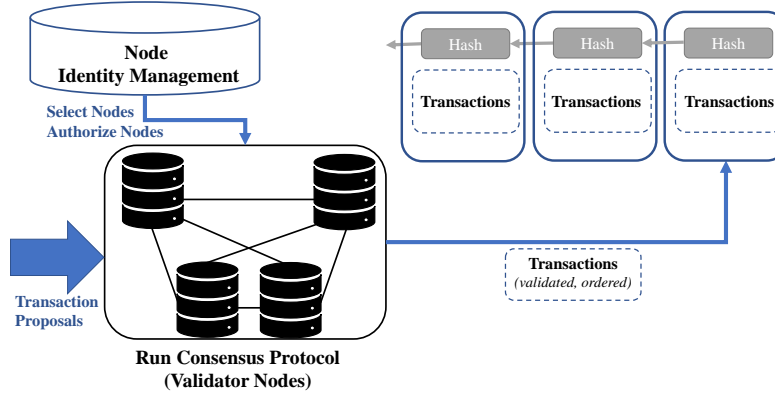 Node
Identity Management
Select Nodes
Authorize Nodes
Hash
Hash
Hash
Transactions
Transactions
Transactions
Transaction
Proposals
Transactions
(validated, ordered)
Run Consensus Protocol
(Validator Nodes)